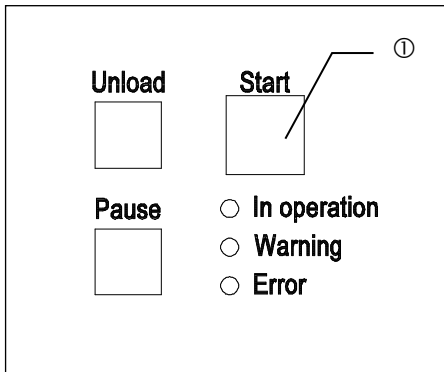 ①
Unload Start
Pause
In operation
Warning
Error